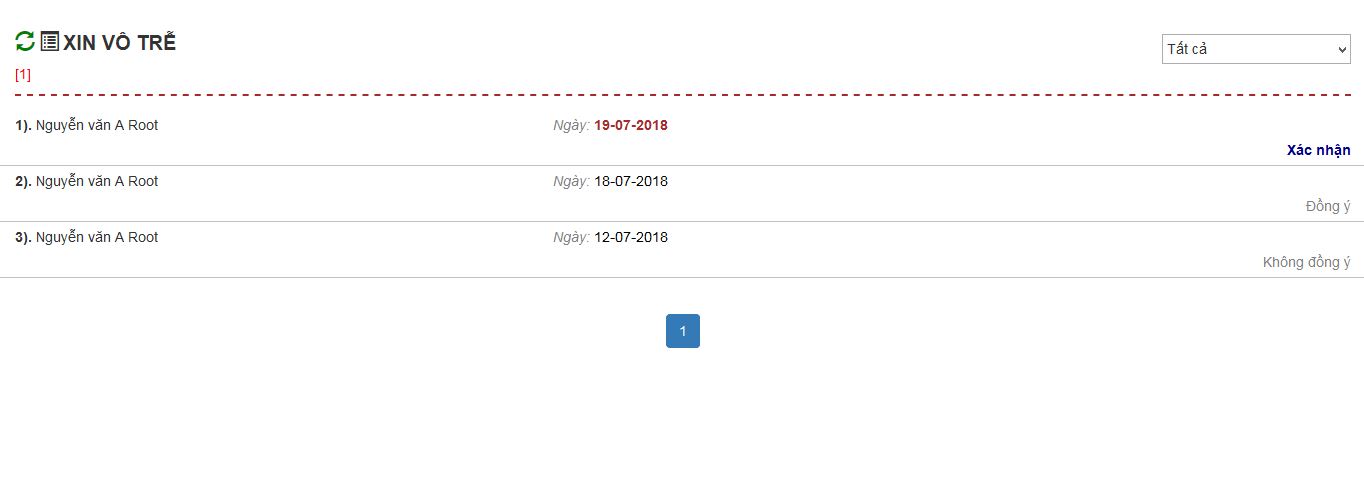 XIN VÔ TRỄ
Tất cả
[1]
1). Nguyễn văn A Root Ngày: 19-07-2018
Xác nhận
2). Nguyễn văn A Root Ngày: 18-07-2018
Đồng ý
3). Nguyễn văn A Root Ngày: 12-07-2018
Không đồng ý
1